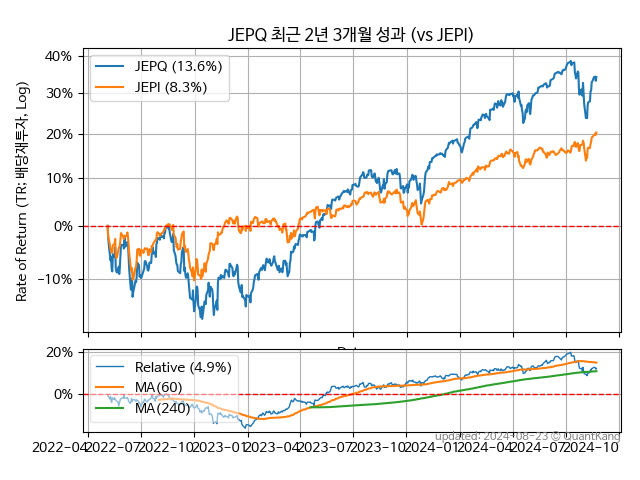 JEPQ 최근 2년 3개월 성과 (vs JEPI)
Rate of Return (TR: 배당재투자, Log)
40%
30%
20%
10%
0%
−10%
JEPQ (13.6%)
JEPI (8.3%)
20%
0%
Relative (4.9%)
MA(60)
MA(240)
updated: 2024-08-23 © QuantKang
2022-04 2022-07 2022-10 2023-01 2023-04 2023-07 2023-10 2024-01 2024-04 2024-07 2024-10